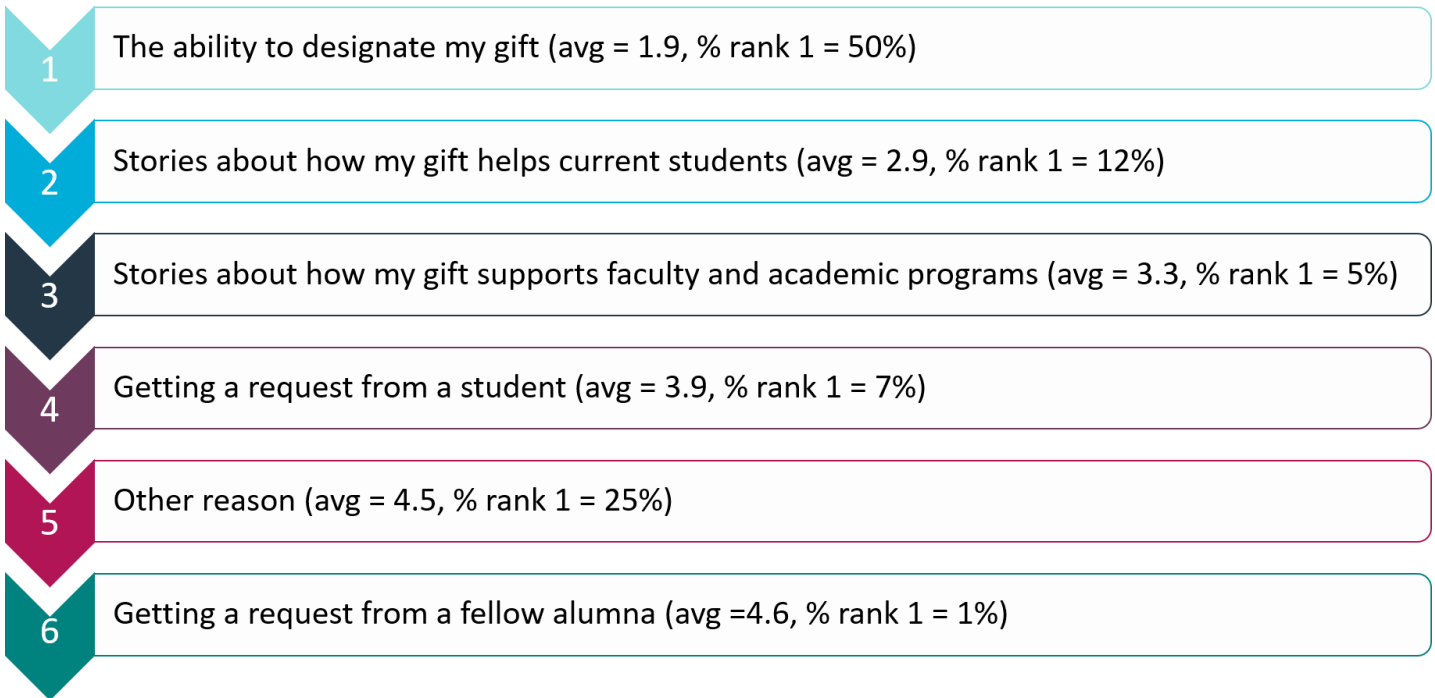 1
The ability to designate my gift (avg = 1.9, % rank 1 = 50%)
2
Stories about how my gift helps current students (avg = 2.9, % rank 1 = 12%)
3
Stories about how my gift supports faculty and academic programs (avg = 3.3, % rank 1 = 5%)
4
Getting a request from a student (avg = 3.9, % rank 1 = 7%)
5
Other reason (avg = 4.5, % rank 1 = 25%)
6
Getting a request from a fellow alumna (avg =4.6, % rank 1 = 1%)